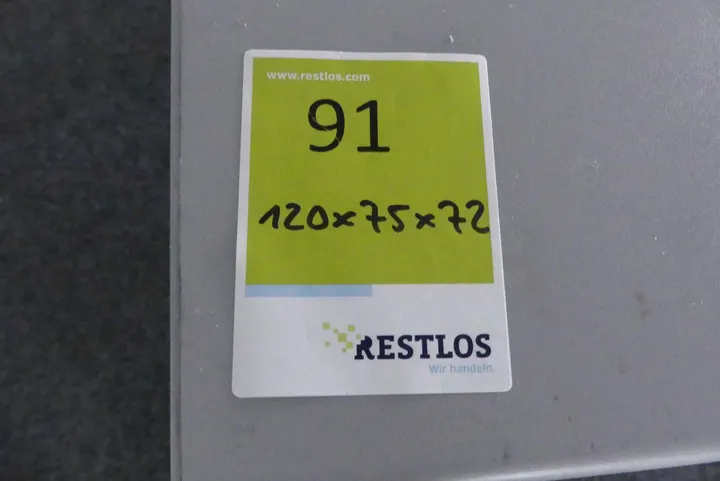 www.restlos.com
91
120x75x72
RESTLOS
Wir handeln.